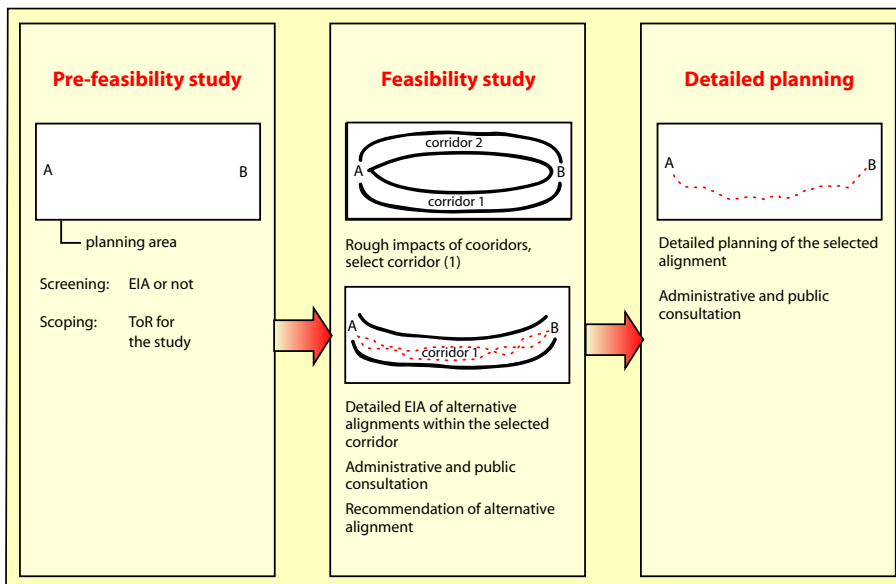 Pre-feasibility study
A
B
planning area
Screening: EIA or not
Scoping: ToR for
the study
Feasibility study
corridor 2
A
B
corridor 1
Rough impacts of cooridors,
select corridor (1)
A
B
corridor 1
Detailed EIA of alternative
alignments within the selected
corridor
Administrative and public
consultation
Recommendation of alternative
alignment
Detailed planning
A
B
Detailed planning of the selected
alignment
Administrative and public
consultation